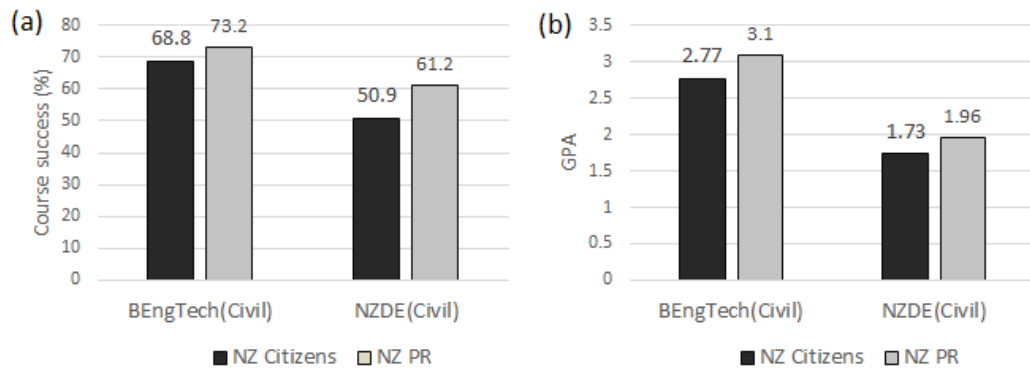 (a)
Course success (%)
80
70
60
50
40
30
20
10
0
68.8
73.2
50.9
61.2
BEngTech(Civil)
NZDE(Civil)
NZ Citizens
NZ PR
(b)
GPA
3.5
3
2.5
2
1.5
1
0.5
0
2.77
3.1
1.73
1.96
BEngTech(Civil)
NZDE(Civil)
NZ Citizens
NZ PR